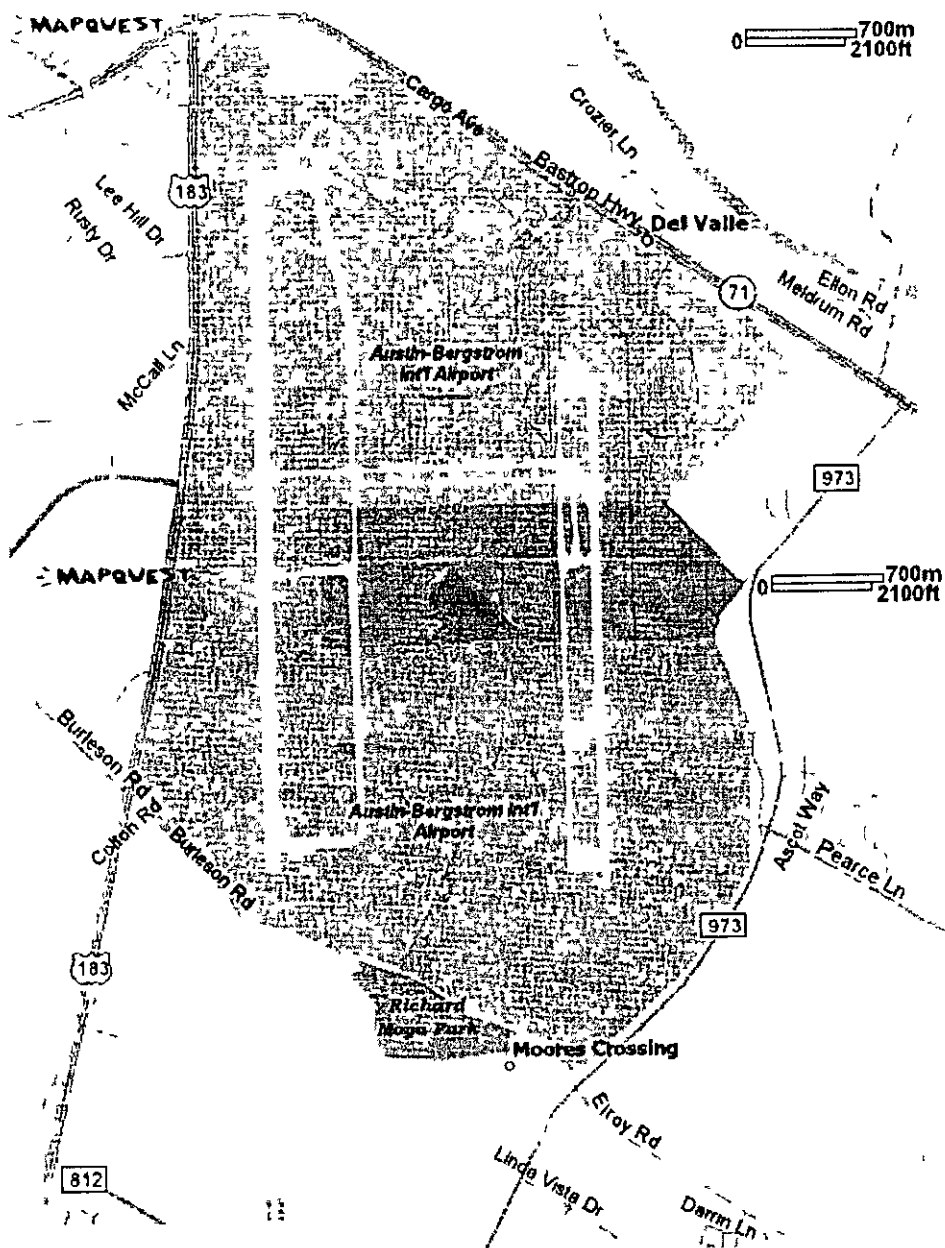 MAPQUEST
0 700m
2100ft
Cargo Ave
Crozier Ln
Bastrop Hwy
183
Lee Hill Dr
Rusty Dr
Del Valle
71
Elton Rd
Meldrum Rd
McCall Ln
Austin-Bergstrom
Int'l Airport
973
MAPQUEST
0 700m
2100ft
Burleson Rd
Burleson Rd
Austin-Bergstrom Int'l
Airport
Ascot Way
Pearce Ln
973
183
Richard
Moya Park
Moores Crossing
Elroy Rd
Linda Vista Dr
812
Darrin Ln